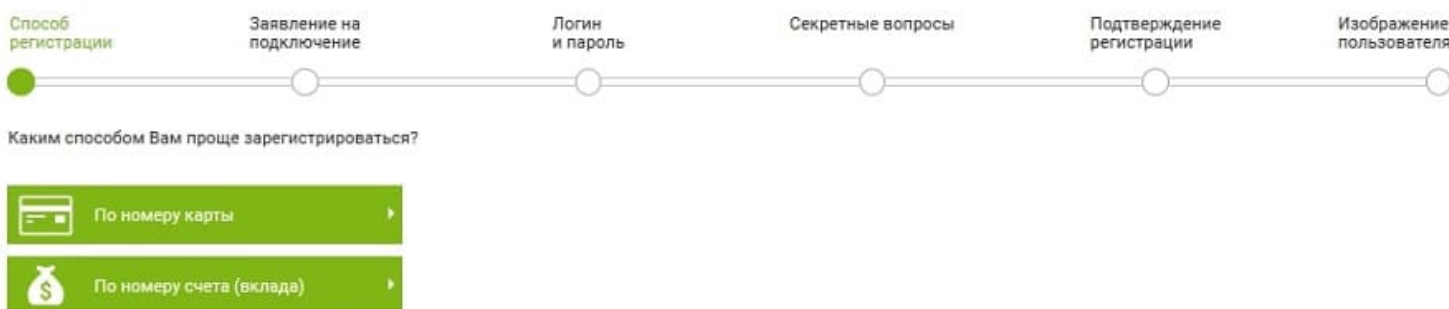 Способ
регистрации
Заявление на
подключение
Логин
и пароль
Секретные вопросы
Подтверждение
регистрации
Изображение
пользователя
Каким способом Вам проще зарегистрироваться?
По номеру карты
По номеру счета (вклада)